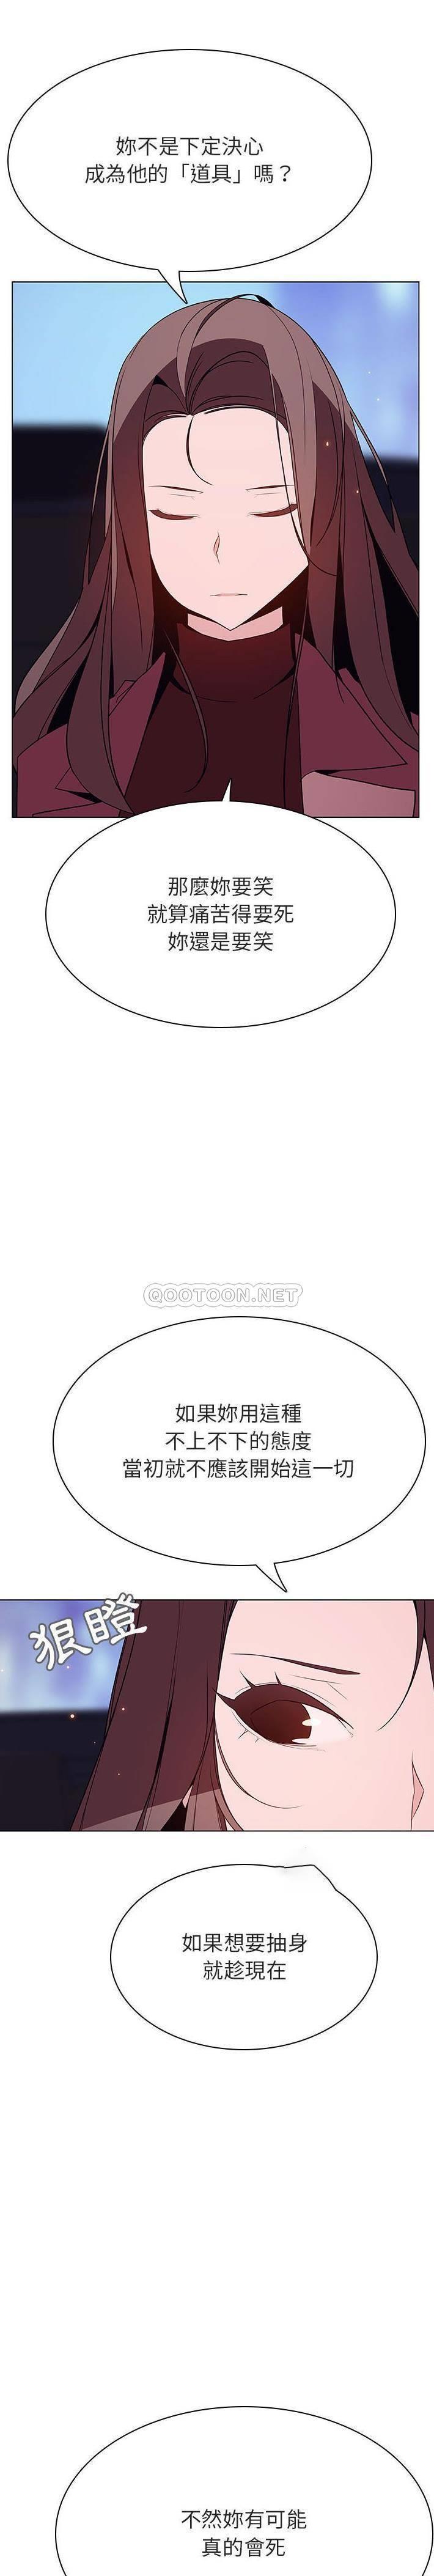 妳不是下定決心
成為他的「道具」嗎？
那麼妳要笑
就算痛苦得要死
妳還是要笑
QOOTOON.NET
如果妳用這種
不上不下的態度
當初就不應該開始這一切
狠瞪
如果想要抽身
就趁現在
不然妳有可能
真的會死